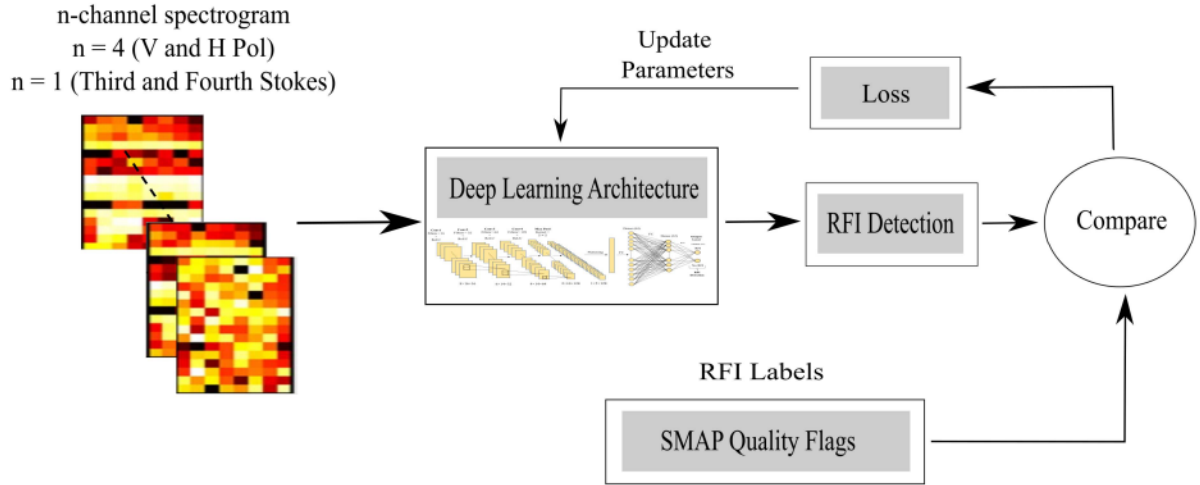 n-channel spectrogram
n = 4 (V and H Pol)
n = 1 (Third and Fourth Stokes)
Update
Parameters
Loss
Deep Learning Architecture
RFI Detection
Compare
RFI Labels
SMAP Quality Flags